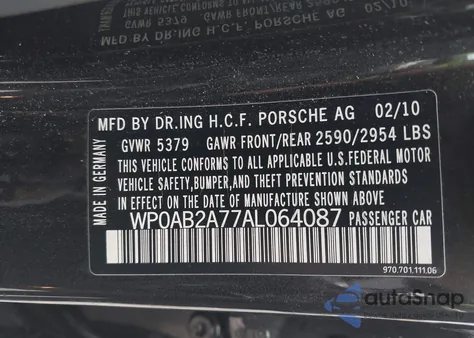 MFD BY DR.ING H.C.F. PORSCHE AG 02/10
GVWR 5379 GAWR FRONT/REAR 2590/2954 LBS
THIS VEHICLE CONFORMS TO ALL APPLICABLE U.S.FEDERAL MOTOR
VEHICLE SAFETY,BUMPER,AND THEFT PREVENTION STANDARDS
IN EFFECT ON THE DATE OF MANUFACTURE SHOWN ABOVE
WP0AB2A77AL064087 PASSENGER CAR
MADE IN GERMANY
970.701.111.06
autoSnap